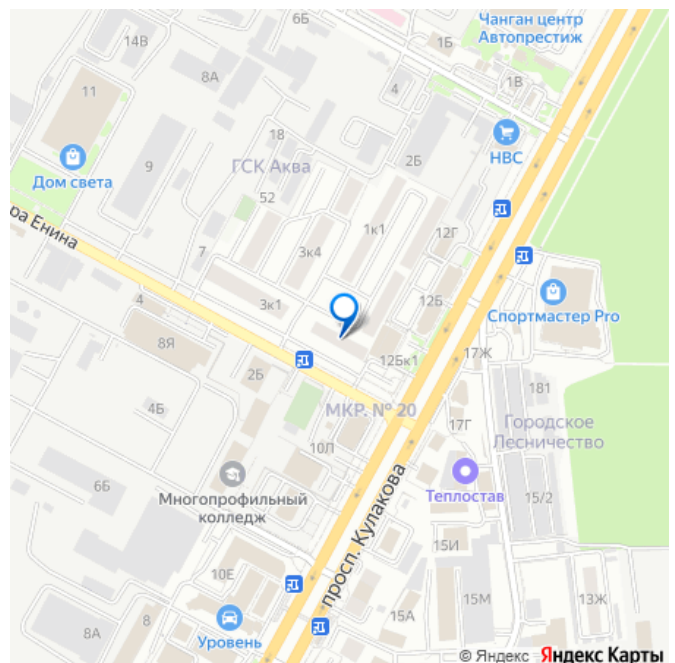 6Б
Чанган центр
Автопрестиж
14В
1Б
8А
1В
4
11
18
2Б
НВС
9
ГСК Аква
Дом света
52
1к1
12Г
ра Енина
7
3к4
4
3к1
12Б
Спортмастер Pro
8Я
17Ж
12Бк1
2Б
181
4Б
МКР. № 20
17Г
Городское
Лесничество
10Л
6Б
Многопрофильный
колледж
Теплостав
15/2
просп. Кулакова
15И
10Е
15М
13Ж
8
15А
8А
Уровень
© Яндекс Яндекс Карты